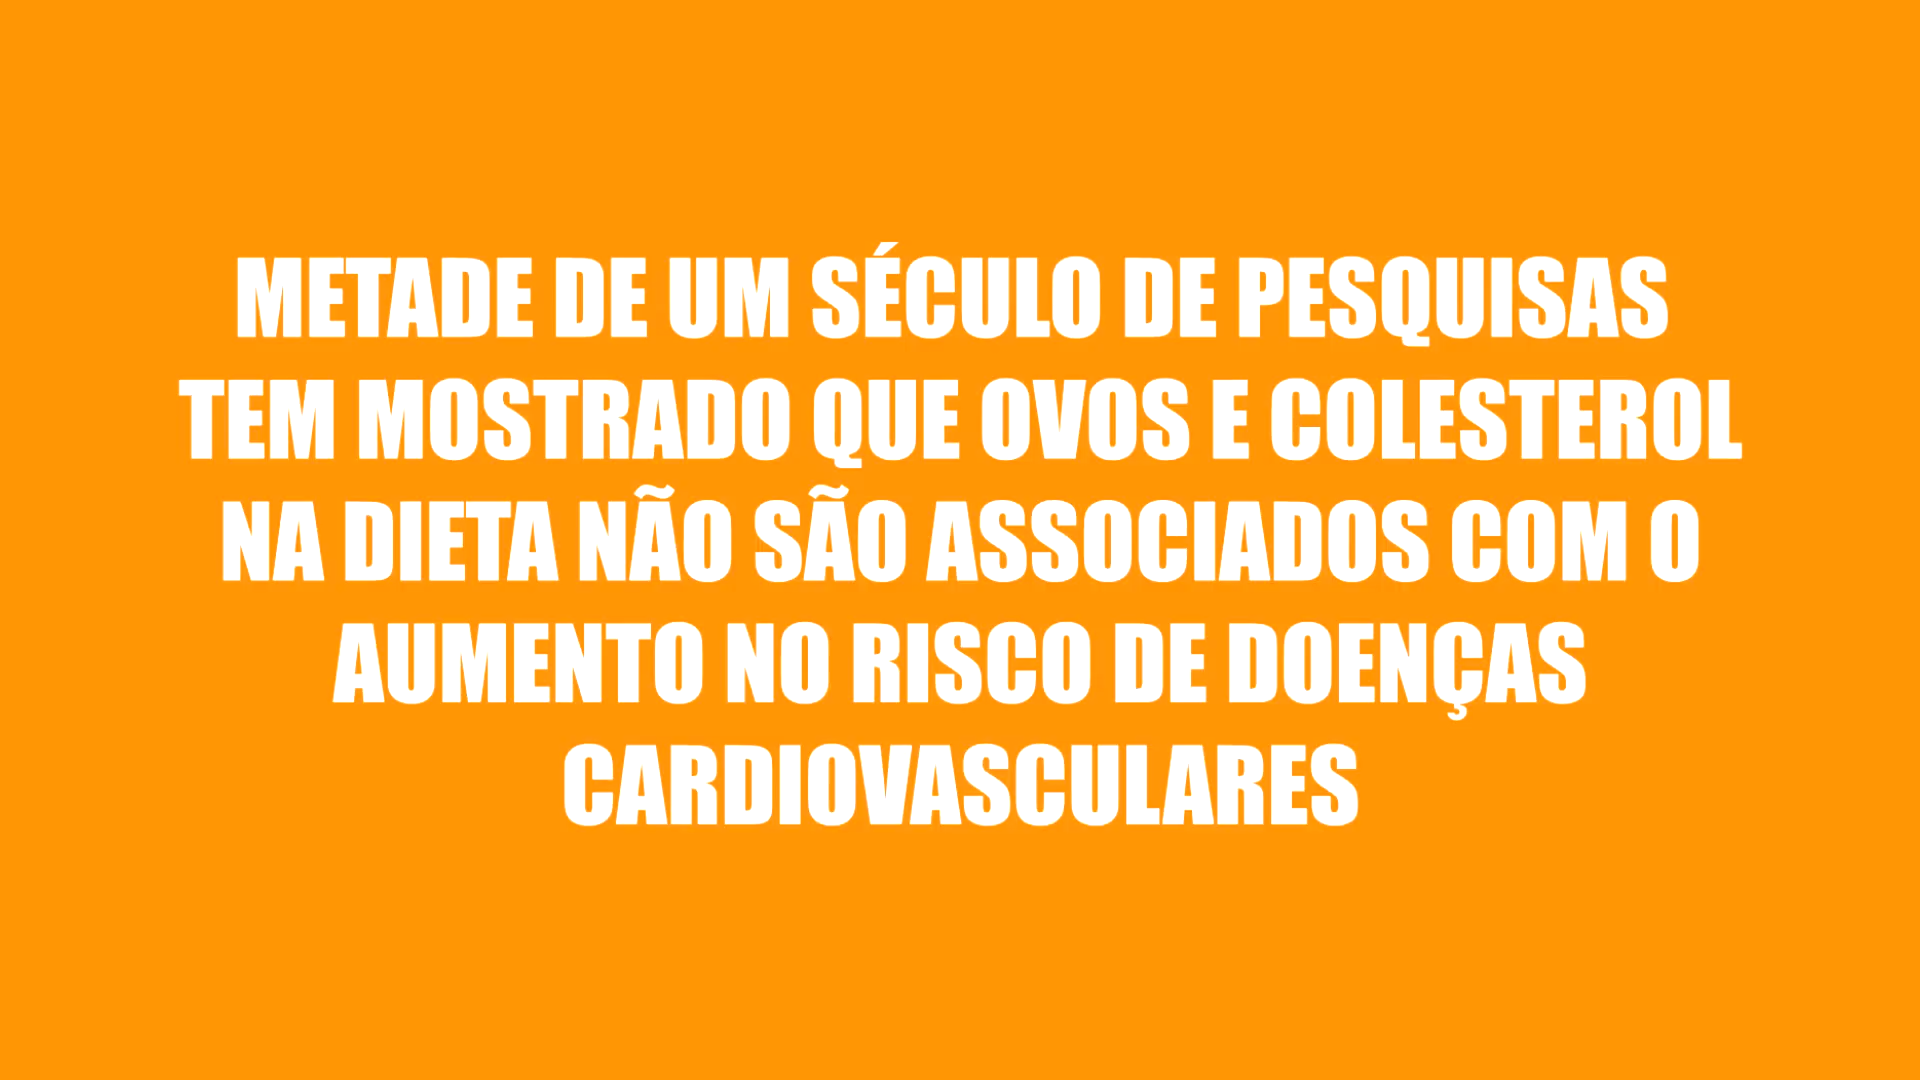 METADE DE UM SÉCULO DE PESQUISAS
TEM MOSTRADO QUE OVOS E COLESTEROL
NA DIETA NÃO SÃO ASSOCIADOS COM O
AUMENTO NO RISCO DE DOENÇAS
CARDIOVASCULARES